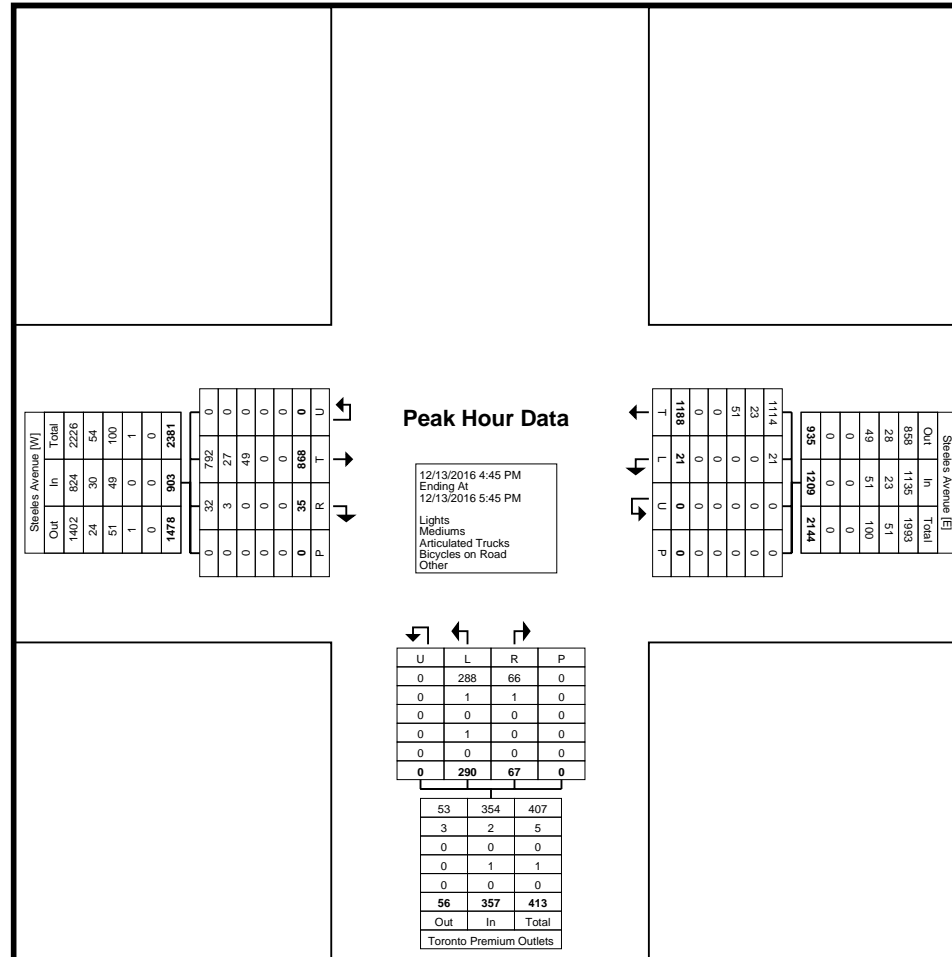 Peak Hour Data
12/13/2016 4:45 PM
Ending At
12/13/2016 5:45 PM
Lights
Mediums
Articulated Trucks
Bicycles on Road
Other
Steeles Avenue [W]
Out In Total
1402 824 2226
24 30 54
51 49 100
1 0 1
0 0 0
1478 903 2381
0 32 792 0
0 3 27 0
0 0 49 0
0 0 0 0
0 0 0 0
0 35 868 0
P R T U
Steeles Avenue [E]
Out In Total
858 1135 1993
28 23 51
49 51 100
0 0 0
0 0 0
935 1209 2144
1114 21 0 0
23 0 0 0
51 0 0 0
0 0 0 0
0 0 0 0
1188 21 0 0
T L U P
U L R P
0 288 66 0
0 1 1 0
0 0 0 0
0 1 0 0
0 0 0 0
0 290 67 0
53 354 407
3 2 5
0 0 0
0 1 1
0 0 0
56 357 413
Out In Total
Toronto Premium Outlets